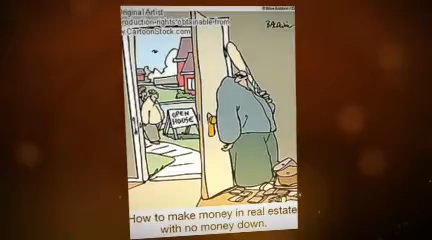 Original Artist
production rights obtainable from
www.CartoonStock.com
OPEN
HOUSE
How to make money in real estate
with no money down.